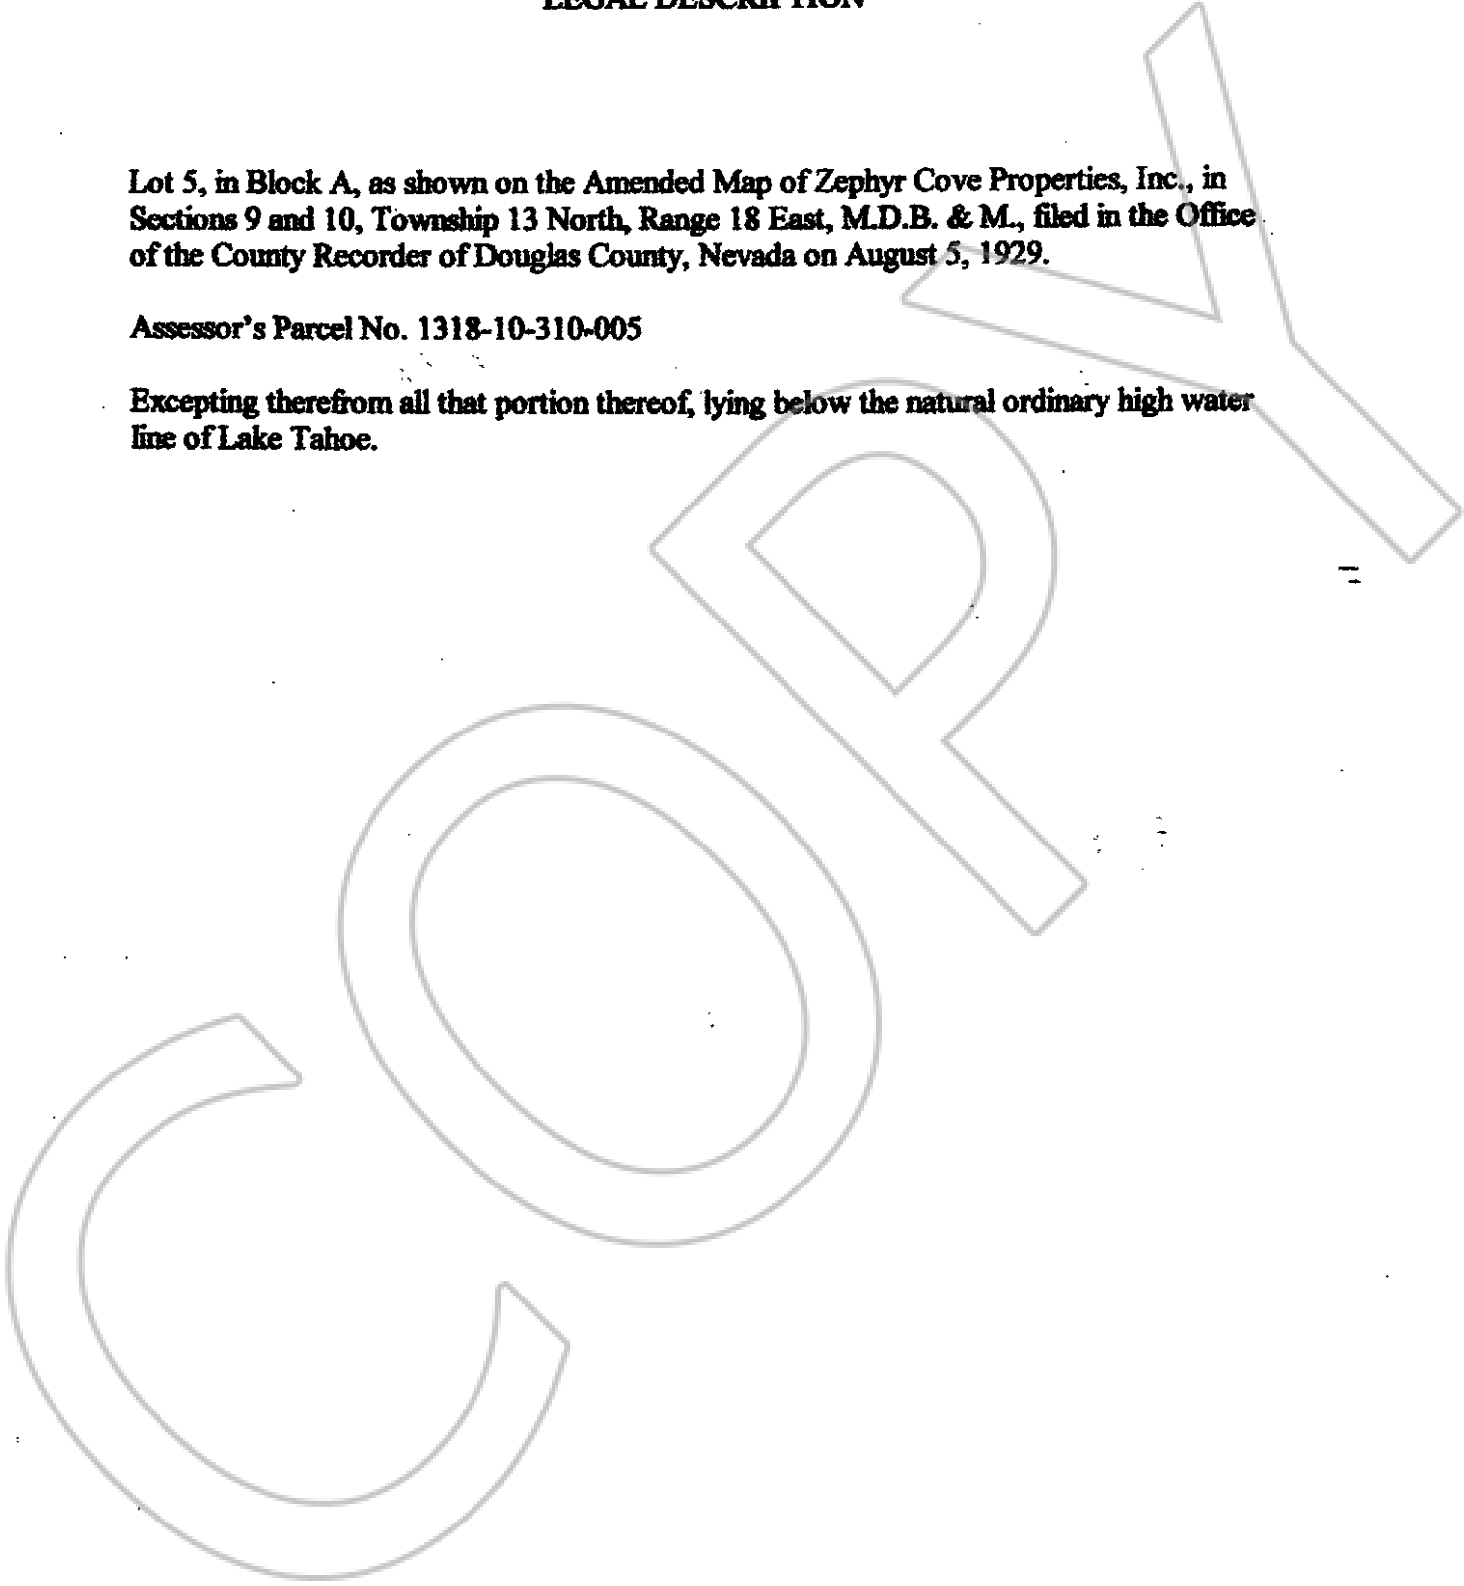 LEGAL DESCRIPTION
Lot 5, in Block A, as shown on the Amended Map of Zephyr Cove Properties, Inc., in
Sections 9 and 10, Township 13 North, Range 18 East, M.D.B. & M., filed in the Office
of the County Recorder of Douglas County, Nevada on August 5, 1929.
Assessor's Parcel No. 1318-10-310-005
Excepting therefrom all that portion thereof, lying below the natural ordinary high water
line of Lake Tahoe.
COPY